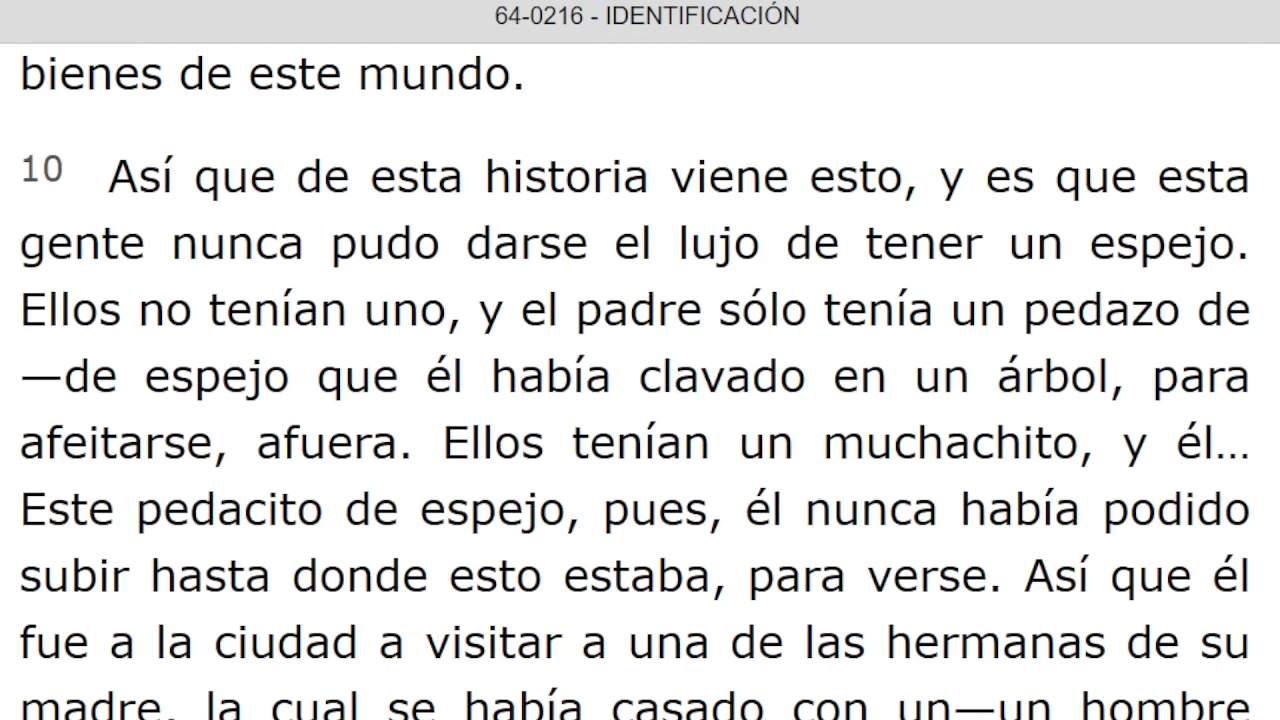 64-0216 - IDENTIFICACIÓN
bienes de este mundo.
10 Así que de esta historia viene esto, y es que esta
gente nunca pudo darse el lujo de tener un espejo.
Ellos no tenían uno, y el padre sólo tenía un pedazo de
—de espejo que él había clavado en un árbol, para
afeitarse, afuera. Ellos tenían un muchachito, y él…
Este pedacito de espejo, pues, él nunca había podido
subir hasta donde esto estaba, para verse. Así que él
fue a la ciudad a visitar a una de las hermanas de su
madre, la cual se había casado con un—un hombre